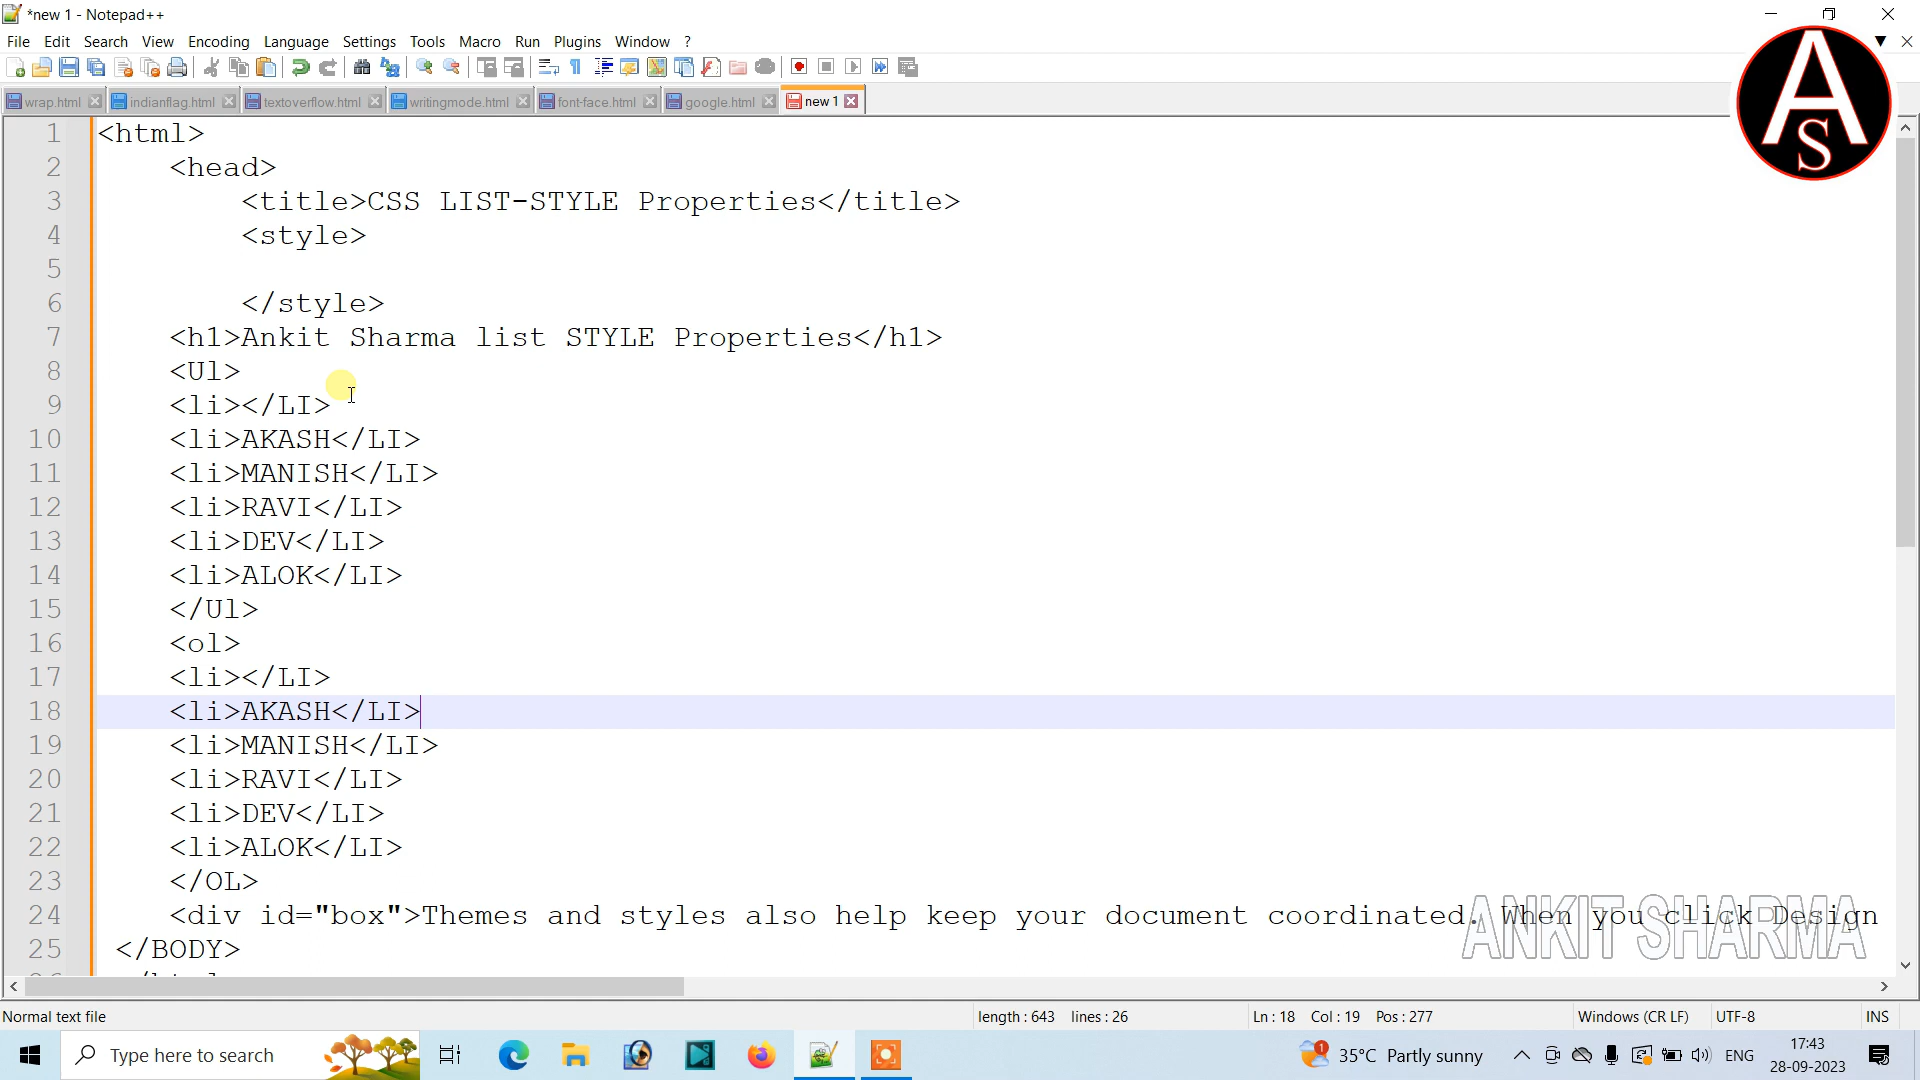 *new 1 - Notepad++
File Edit Search View Encoding Language Settings Tools Macro Run Plugins Window ?
wrap.html indianflag.html textoverflow.html writingmode.html font-face.html google.html new 1
AS
1 <html>
2 <head>
3 <title>CSS LIST-STYLE Properties</title>
4 <style>
5
6 </style>
7 <h1>Ankit Sharma list STYLE Properties</h1>
8 <Ul>
9 <li></LI>
10 <li>AKASH</LI>
11 <li>MANISH</LI>
12 <li>RAVI</LI>
13 <li>DEV</LI>
14 <li>ALOK</LI>
15 </Ul>
16 <ol>
17 <li></LI>
18 <li>AKASH</LI>
19 <li>MANISH</LI>
20 <li>RAVI</LI>
21 <li>DEV</LI>
22 <li>ALOK</LI>
23 </OL>
24 <div id="box">Themes and styles also help keep your document coordinated. When you click Design
25 </BODY>
ANKIT SHARMA
Normal text file length : 643 lines : 26 Ln : 18 Col : 19 Pos : 277 Windows (CR LF) UTF-8 INS
Type here to search 1 35°C Partly sunny ENG 17:43
28-09-2023